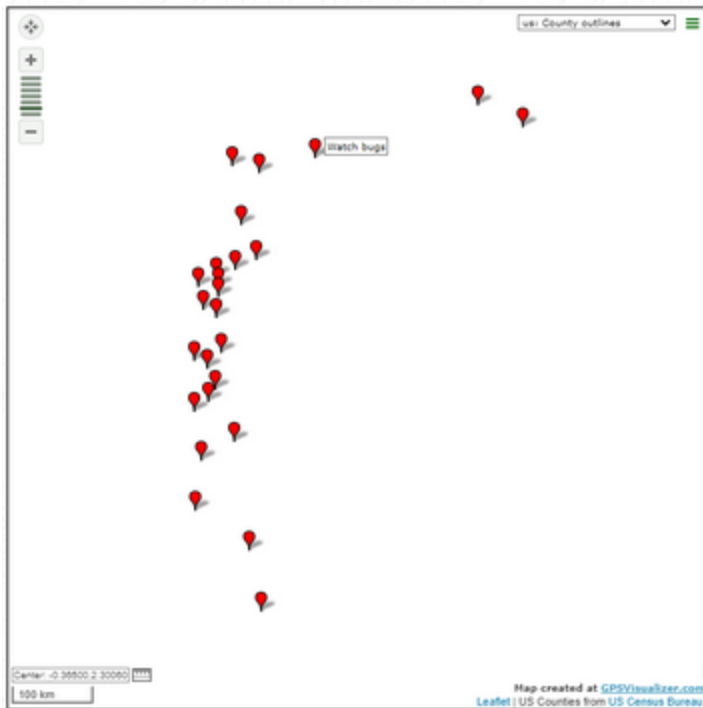 us: County outlines
Watch bugs
Center: -0.36600,2.30060
100 km
Map created at GPSVisualizer.com
Leaflet | US Counties from US Census Bureau